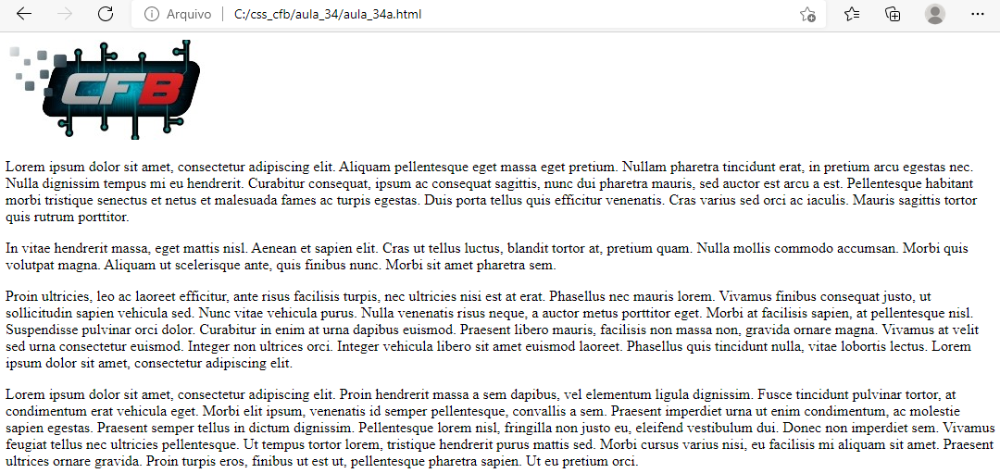 Arquivo C:/css_cfb/aula_34/aula_34a.html
CFB
Lorem ipsum dolor sit amet, consectetur adipiscing elit. Aliquam pellentesque eget massa eget pretium. Nullam pharetra tincidunt erat, in pretium arcu egestas nec.
Nulla dignissim tempus mi eu hendrerit. Curabitur consequat, ipsum ac consequat sagittis, nunc dui pharetra mauris, sed auctor est arcu a est. Pellentesque habitant
morbi tristique senectus et netus et malesuada fames ac turpis egestas. Duis porta tellus quis efficitur venenatis. Cras varius sed orci ac iaculis. Mauris sagittis tortor
quis rutrum porttitor.
In vitae hendrerit massa, eget mattis nisl. Aenean et sapien elit. Cras ut tellus luctus, blandit tortor at, pretium quam. Nulla mollis commodo accumsan. Morbi quis
volutpat magna. Aliquam ut scelerisque ante, quis finibus nunc. Morbi sit amet pharetra sem.
Proin ultricies, leo ac laoreet efficitur, ante risus facilisis turpis, nec ultricies nisi est at erat. Phasellus nec mauris lorem. Vivamus finibus consequat justo, ut
sollicitudin sapien vehicula sed. Nunc vitae vehicula purus. Nulla venenatis risus neque, a auctor metus porttitor eget. Morbi at facilisis sapien, at pellentesque nisl.
Suspendisse pulvinar orci dolor. Curabitur in enim at urna dapibus euismod. Praesent libero mauris, facilisis non massa non, gravida ornare magna. Vivamus at velit
sed urna consectetur euismod. Integer non ultrices orci. Integer vehicula libero sit amet euismod laoreet. Phasellus quis tincidunt nulla, vitae lobortis lectus. Lorem
ipsum dolor sit amet, consectetur adipiscing elit.
Lorem ipsum dolor sit amet, consectetur adipiscing elit. Proin hendrerit massa a sem dapibus, vel elementum ligula dignissim. Fusce tincidunt pulvinar tortor, at
condimentum erat vehicula eget. Morbi elit ipsum, venenatis id semper pellentesque, convallis a sem. Praesent imperdiet urna ut enim condimentum, ac molestie
sapien egestas. Praesent semper tellus in dictum dignissim. Pellentesque lorem nisl, fringilla non justo eu, eleifend vestibulum dui. Donec non imperdiet sem. Vivamus
feugiat tellus nec ultricies pellentesque. Ut tempus tortor lorem, tristique hendrerit purus mattis sed. Morbi cursus varius nisi, eu facilisis mi aliquam sit amet. Praesent
ultrices ornare gravida. Proin turpis eros, finibus ut est ut, pellentesque pharetra sapien. Ut eu pretium orci.